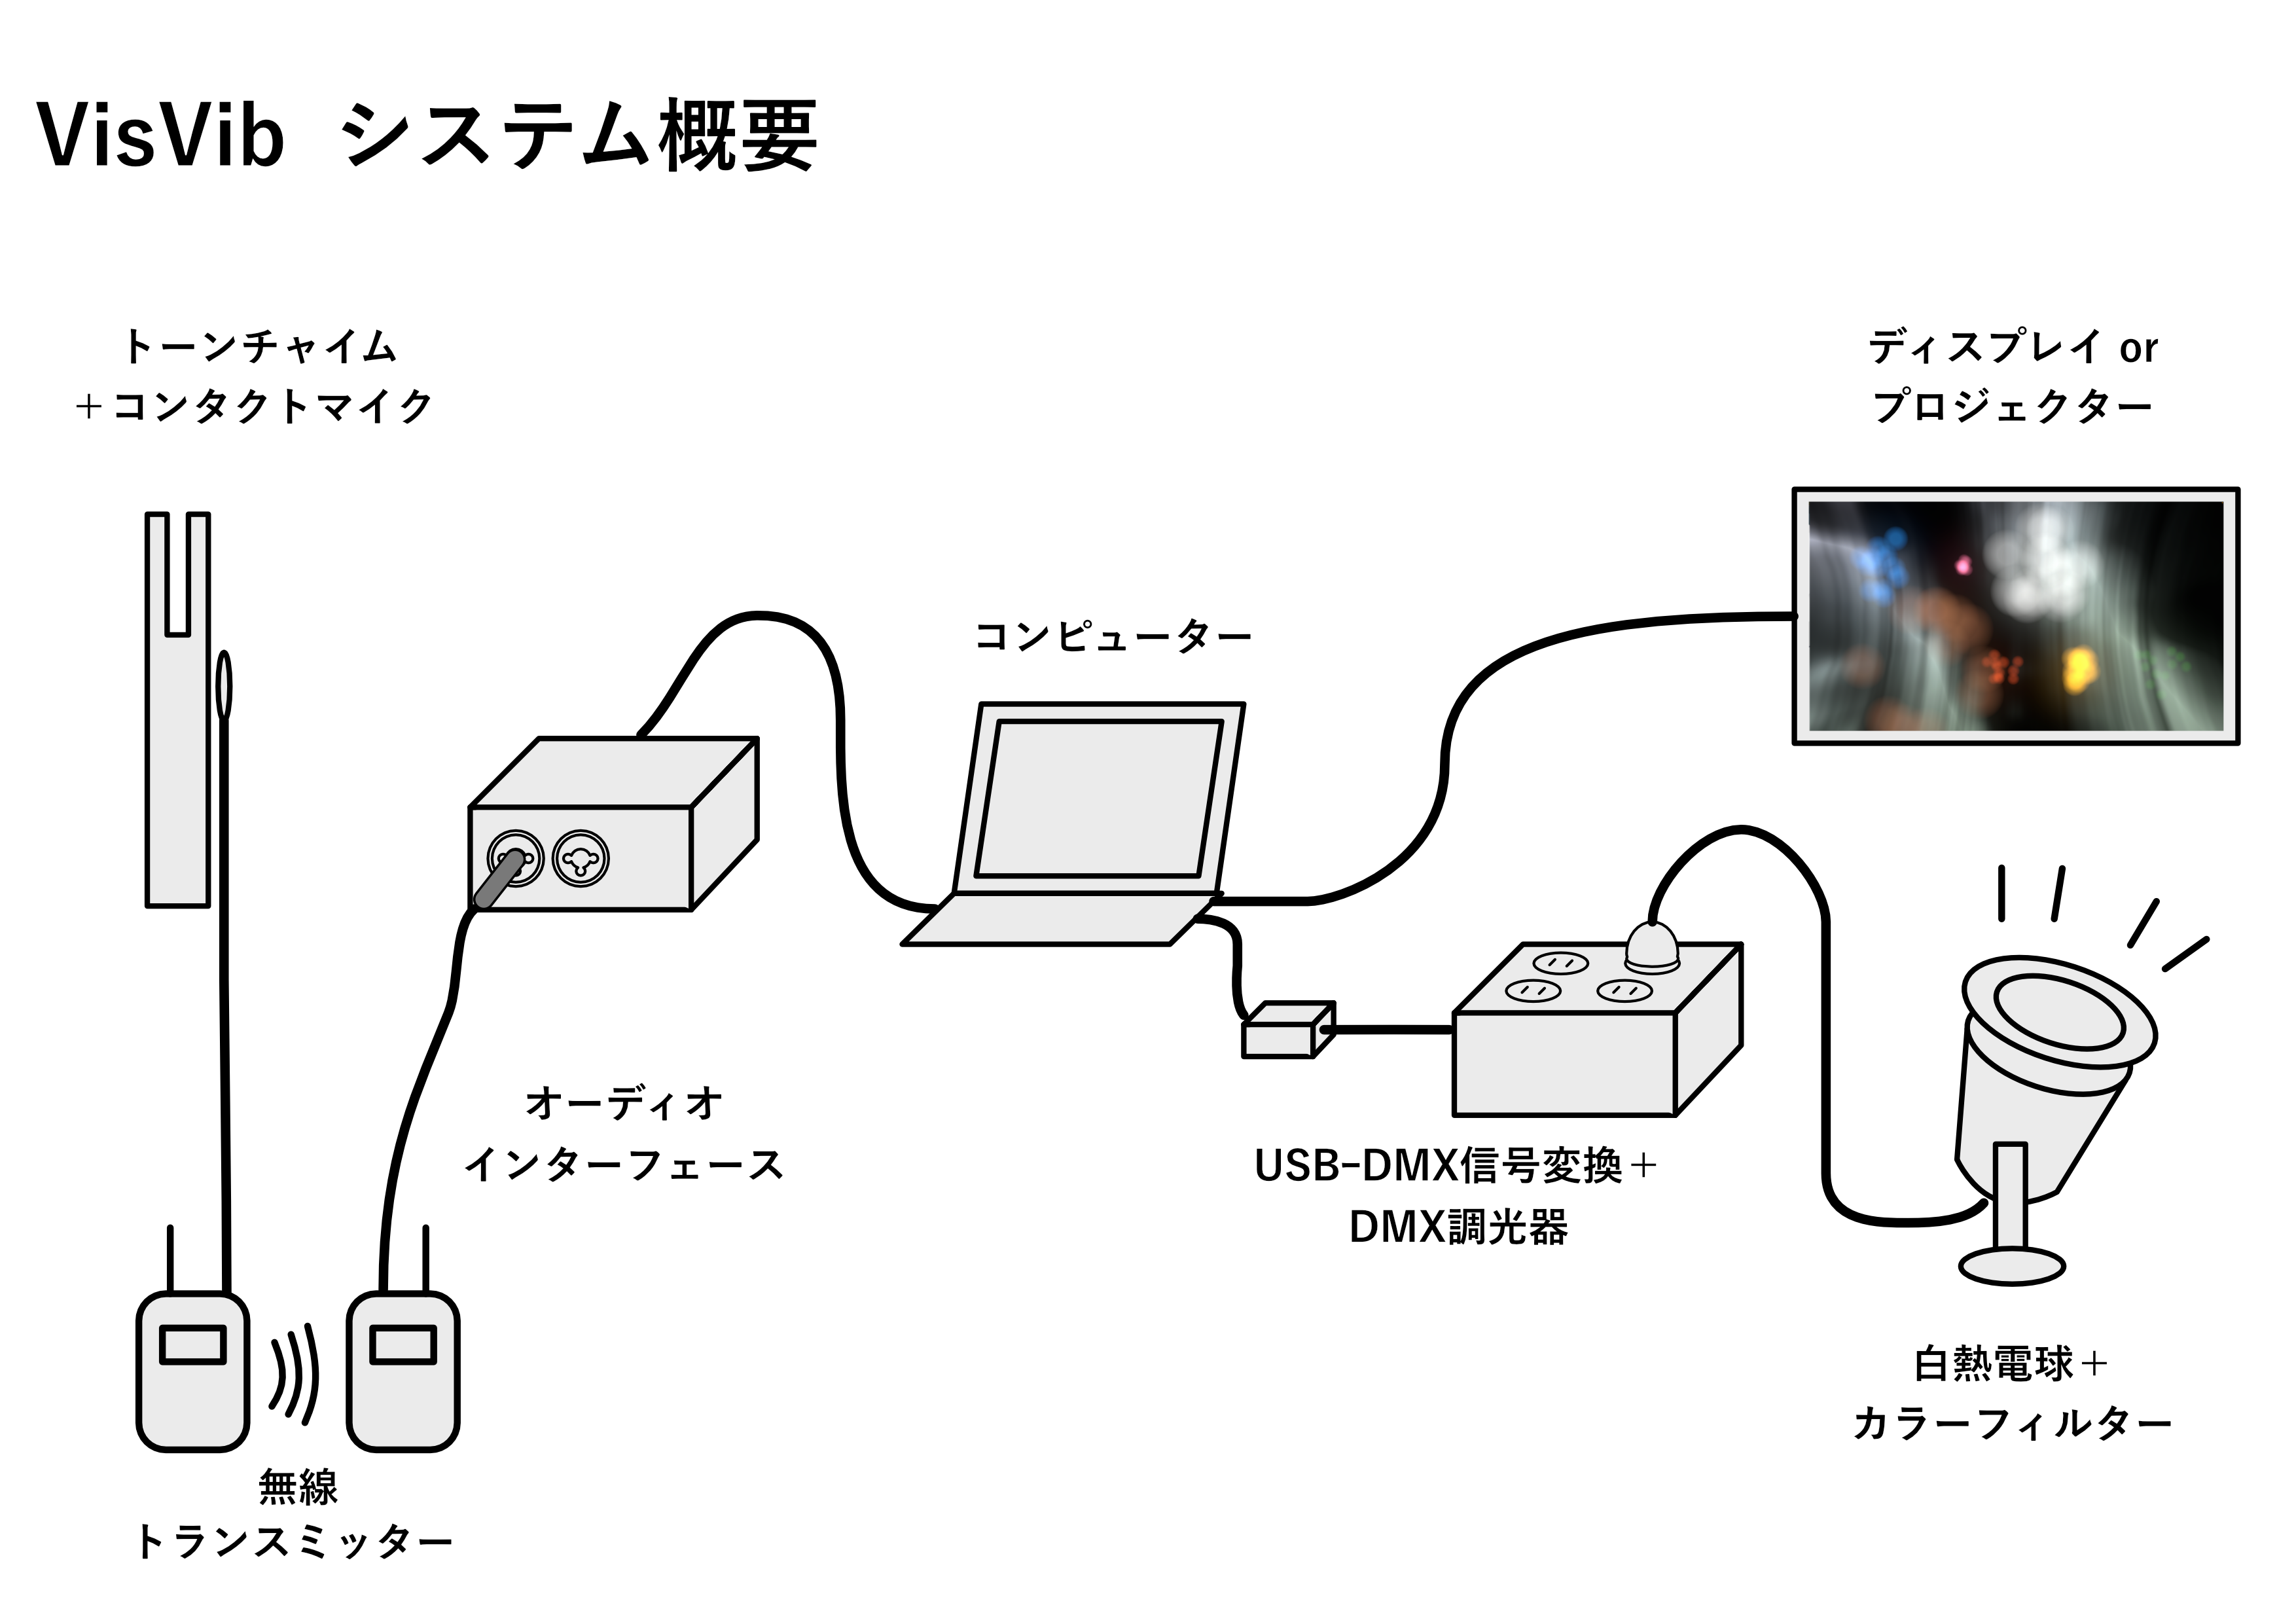 VisVib システム概要
トーンチャイム
＋コンタクトマイク
ディスプレイ or
プロジェクター
コンピューター
オーディオ
インターフェース
USB-DMX信号変換＋
DMX調光器
白熱電球＋
カラーフィルター
無線
トランスミッター